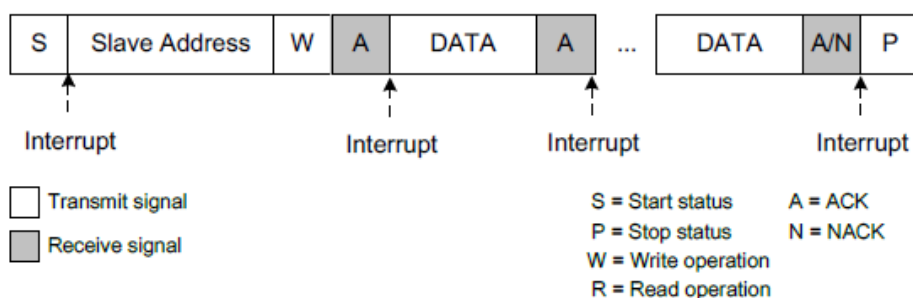 S Slave Address W A DATA A ... DATA A/N P
Interrupt Interrupt Interrupt Interrupt
Transmit signal
Receive signal
S = Start status A = ACK
P = Stop status N = NACK
W = Write operation
R = Read operation